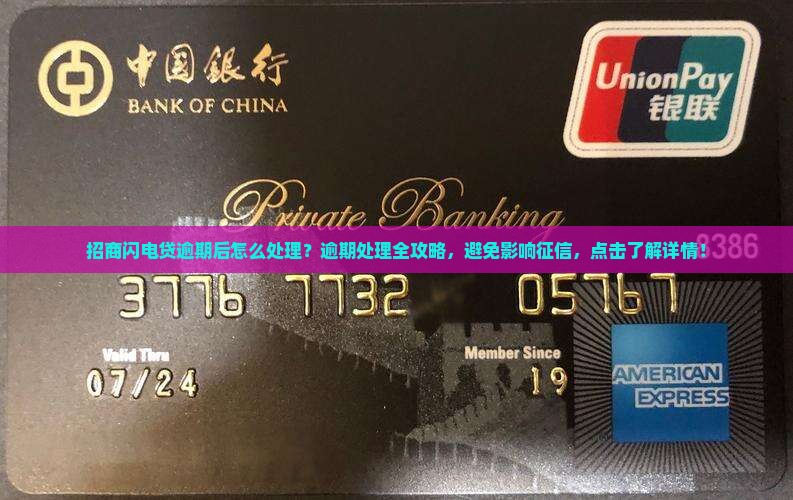 中国银行
BANK OF CHINA
UnionPay
银联
Private Banking
招商闪电贷逾期后怎么处理？逾期处理全攻略，避免影响征信，点击了解详情！
3776 7732 05767
Valid Thru
Member Since
07/24
19
AMERICAN
EXPRESS